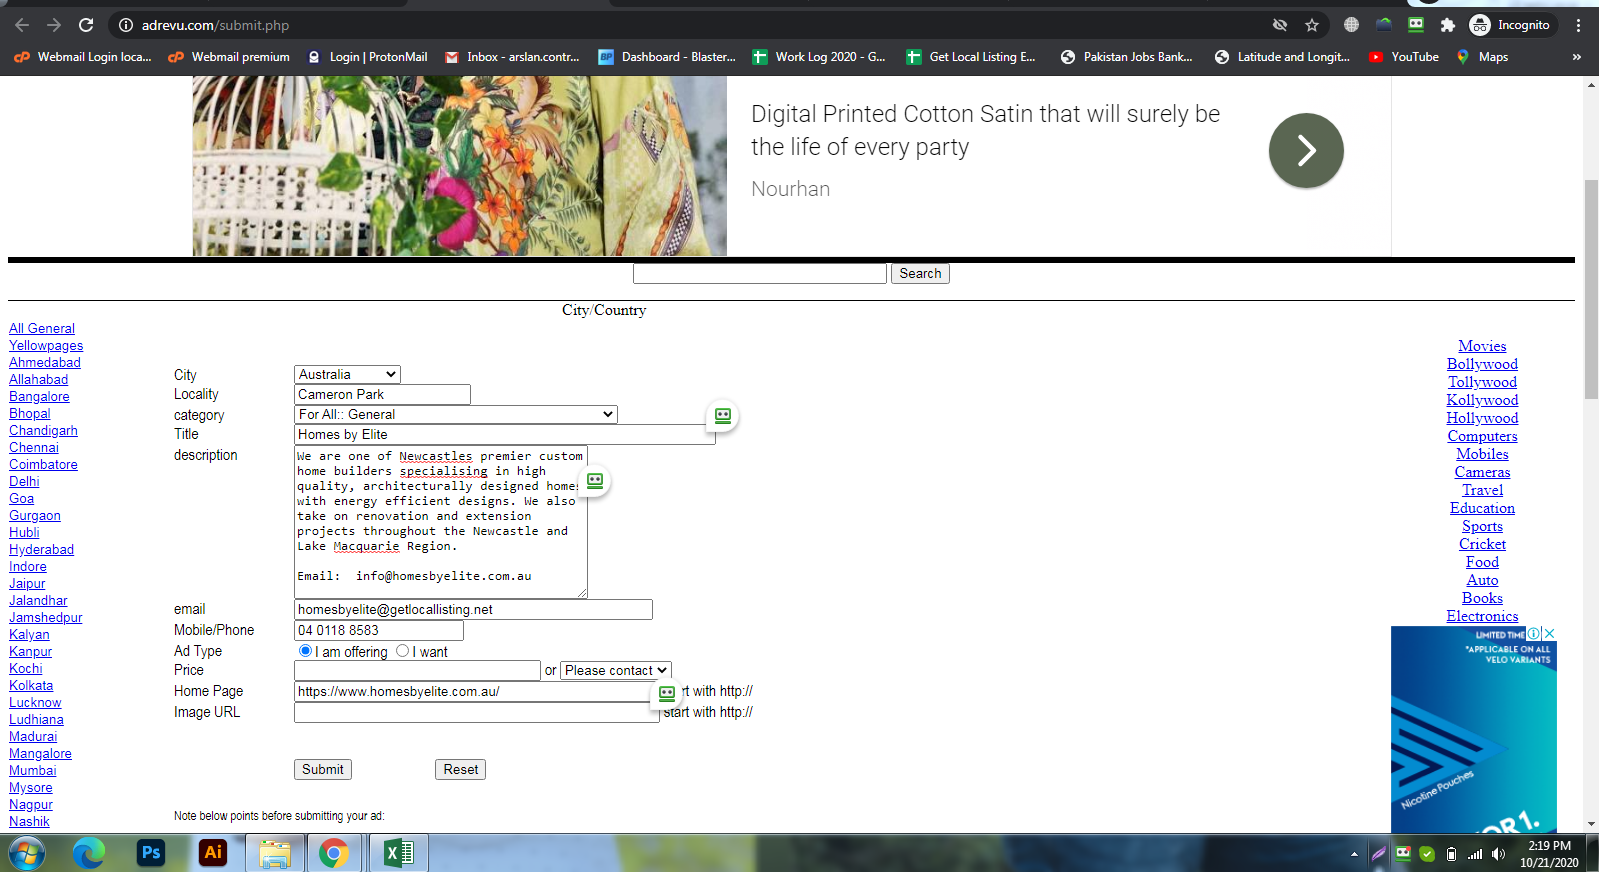 adrevu.com/submit.php
Incognito
Webmail Login loca...
Webmail premium
Login | ProtonMail
Inbox - arslan.contr...
Dashboard - Blaster...
Work Log 2020 - G...
Get Local Listing E...
Pakistan Jobs Bank...
Latitude and Longit...
YouTube
Maps
»
Digital Printed Cotton Satin that will surely be
the life of every party
Nourhan
Search
City/Country
All General
Yellowpages
Ahmedabad
Allahabad
Bangalore
Bhopal
Chandigarh
Chennai
Coimbatore
Delhi
Goa
Gurgaon
Hubli
Hyderabad
Indore
Jaipur
Jalandhar
Jamshedpur
Kalyan
Kanpur
Kochi
Kolkata
Lucknow
Ludhiana
Madurai
Mangalore
Mumbai
Mysore
Nagpur
Nashik
City Australia
Locality Cameron Park
category For All:: General
Title Homes by Elite
description
We are one of Newcastles premier custom
home builders specialising in high
quality, architecturally designed homes
with energy efficient designs. We also
take on renovation and extension
projects throughout the Newcastle and
Lake Macquarie Region.
Email:  info@homesbyelite.com.au
email homesbyelite@getlocallisting.net
Mobile/Phone 04 0118 8583
Ad Type I am offering I want
Price or Please contact
Home Page https://www.homesbyelite.com.au/ rt with http://
Image URL start with http://
Submit Reset
Note below points before submitting your ad:
Movies
Bollywood
Tollywood
Kollywood
Hollywood
Computers
Mobiles
Cameras
Travel
Education
Sports
Cricket
Food
Auto
Books
Electronics
LIMITED TIME
*APPLICABLE ON ALL
VELO VARIANTS
Nicotine Pouches
OR 1.
Ps
Ai
2:19 PM
10/21/2020